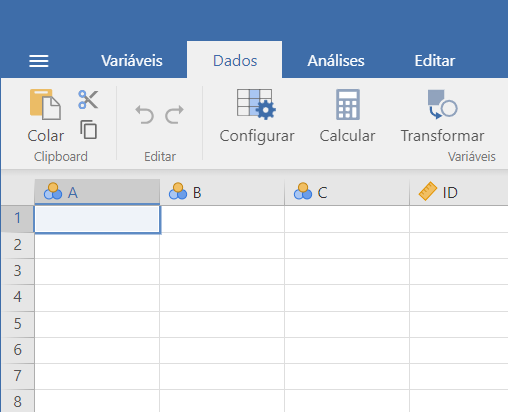 Variáveis Dados Análises Editar
Colar Configurar Calcular Transformar
Clipboard Editar Variáveis
A B C ID
1
2
3
4
5
6
7
8